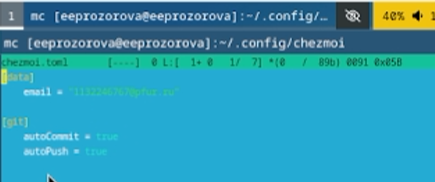 1 mc [eeprozorova@eeprozorova]:~/.config/… 40% 1
mc [eeprozorova@eeprozorova]:~/.config/chezmoi
chezmoi.toml [----] 0 L:[ 1+ 0 1/ 7] *(0 / 89b) 0091 0x05B
[data]
email = "1132246767@pfur.ru"
[git]
autoCommit = true
autoPush = true